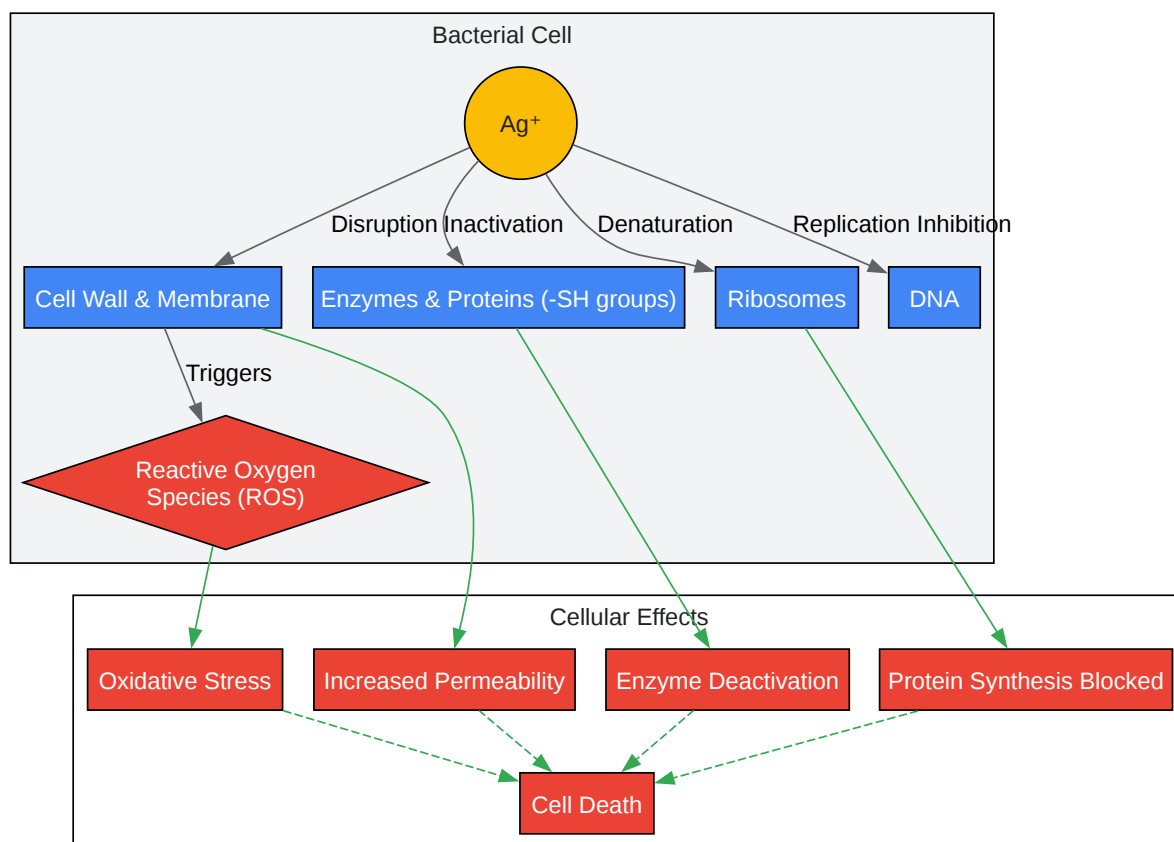 Bacterial Cell
Ag⁺
Disruption
Inactivation
Denaturation
Replication Inhibition
Cell Wall & Membrane
Enzymes & Proteins (-SH groups)
Ribosomes
DNA
Triggers
Reactive Oxygen
Species (ROS)
Cellular Effects
Oxidative Stress
Increased Permeability
Enzyme Deactivation
Protein Synthesis Blocked
Cell Death